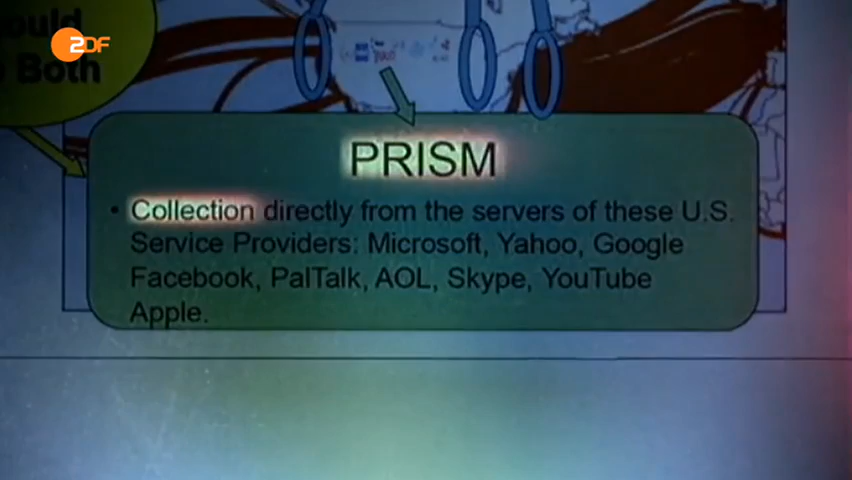 ould
2DF
Both
PRISM
• Collection directly from the servers of these U.S.
Service Providers: Microsoft, Yahoo, Google
Facebook, PalTalk, AOL, Skype, YouTube
Apple.